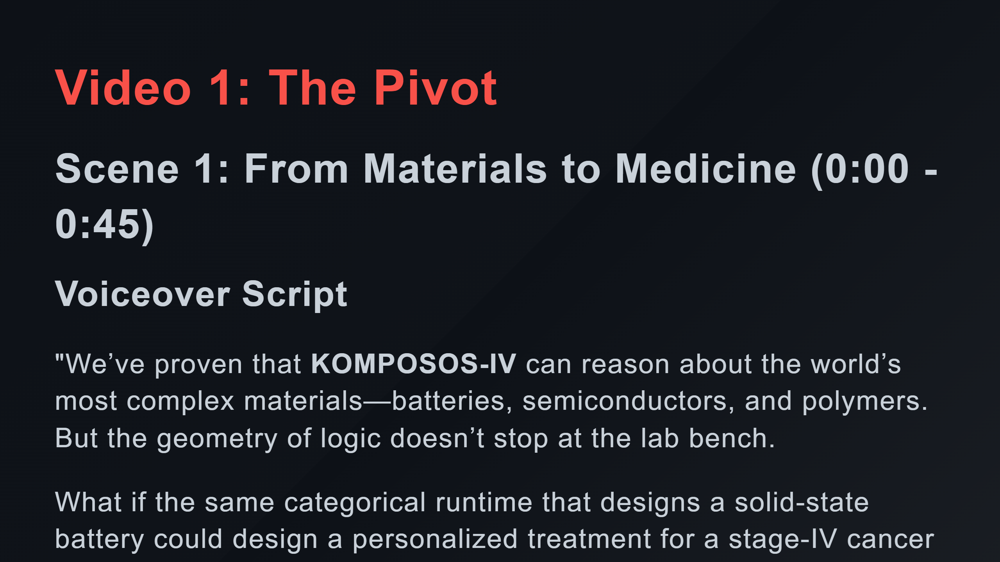 Video 1: The Pivot
Scene 1: From Materials to Medicine (0:00 -
0:45)
Voiceover Script
"We’ve proven that KOMPOSOS-IV can reason about the world’s
most complex materials—batteries, semiconductors, and polymers.
But the geometry of logic doesn’t stop at the lab bench.
What if the same categorical runtime that designs a solid-state
battery could design a personalized treatment for a stage-IV cancer